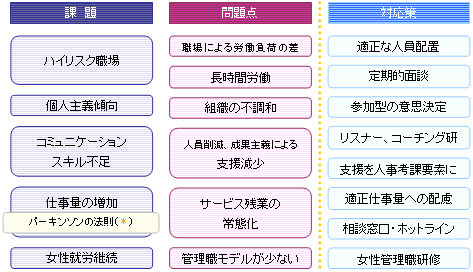 課 題
ハイリスク職場
個人主義傾向
コミュニケーション
スキル不足
仕事量の増加
パーキンソンの法則(＊)
女性就労継続
問題点
職場による労働負荷の差
長時間労働
組織の不調和
人員削減、成果主義による
支援減少
サービス残業の
常態化
管理職モデルが少ない
対応策
適正な人員配置
定期的面談
参加型の意思決定
リスナー、コーチング研
支援を人事考課要素に
適正仕事量への配慮
相談窓口・ホットライン
女性管理職研修